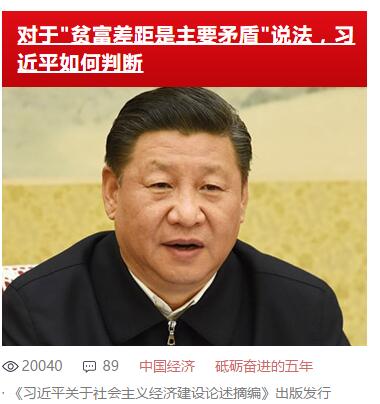 对于"贫富差距是主要矛盾"说法，习
近平如何判断
20040 89 中国经济 砥砺奋进的五年
· 《习近平关于社会主义经济建设论述摘编》出版发行